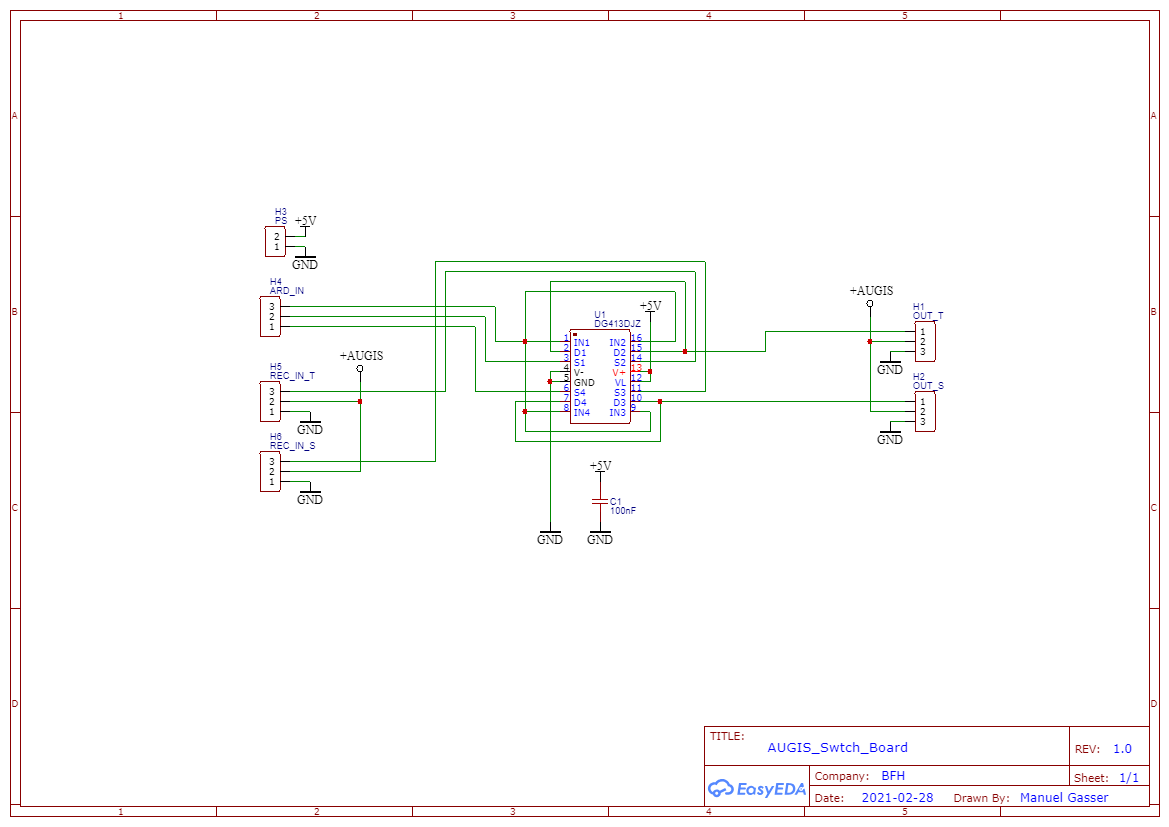 1 2 3 4 5
A A
H3
PS +5V
2
1
GND
H4
ARD_IN
3
2
1
B B
+AUGIS
H5
REC_IN_T
3
2
1
GND
H6
REC_IN_S
3
2
1
GND
+5V
U1
DG413DJZ
1 IN1 IN2 16
2 D1 D2 15
3 S1 S2 14
4 V- V+ 13
5 GND VL 12
6 S4 S3 11
7 D4 D3 10
8 IN4 IN3 9
+AUGIS
H1
OUT_T
1
2
3
GND
H2
OUT_S
1
2
3
GND
+5V
C1
100nF
GND GND
C C
D D
TITLE:
AUGIS_Swtch_Board
REV: 1.0
EasyEDA
Company: BFH
Sheet: 1/1
Date: 2021-02-28 Drawn By: Manuel Gasser
1 2 3 4 5